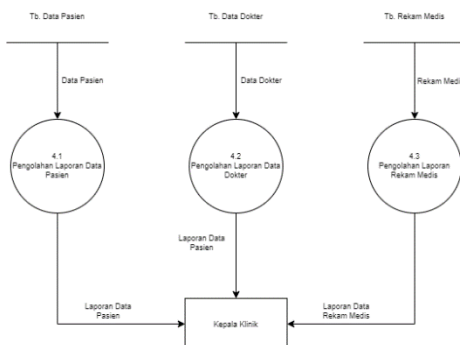 Tb. Data Pasien
Tb. Data Dokter
Tb. Rekam Medis
Data Pasien
Data Dokter
Rekam Medi
4.1
Pengolahan Laporan Data
Pasien
4.2
Pengolahan Laporan Data
Dokter
4.3
Pengolahan Laporan
Rekam Medis
Laporan Data
Pasien
Laporan Data
Pasien
Laporan Data
Rekam Medis
Kepala Klinik